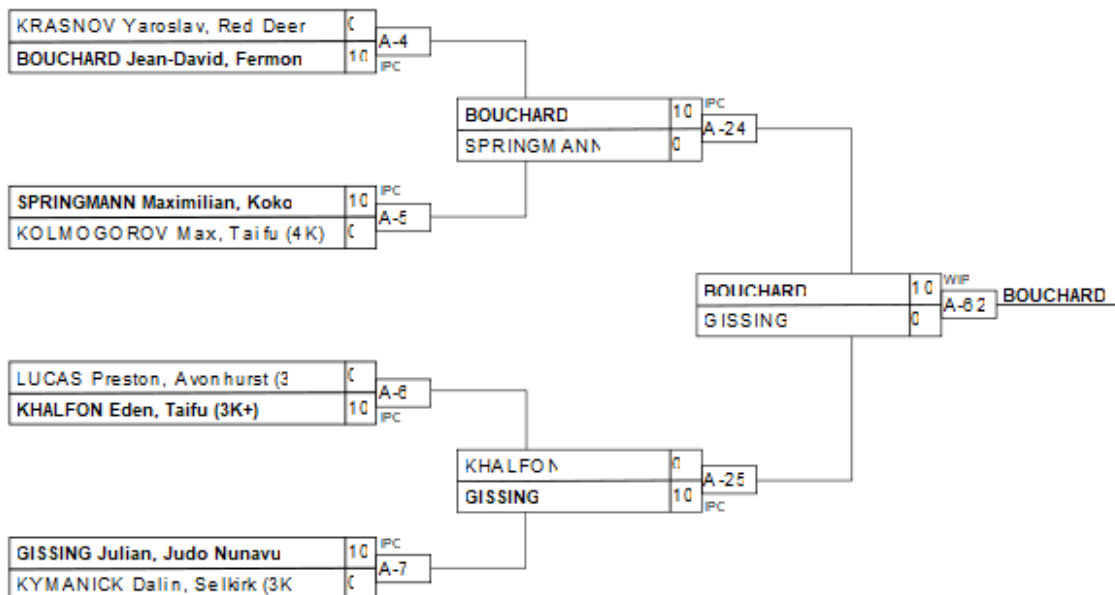 KRASNOV Yaroslav, Red Deer 0
A-4
BOUCHARD Jean-David, Fermon 10
IPC
BOUCHARD 10
IPC
A-24
SPRINGMANN 0
SPRINGMANN Maximilian, Koko 10
IPC
A-5
KOLMOGOROV Max, Taifu (4K) 0
BOUCHARD 10
WIF
A-62
BOUCHARD
GISSING 0
LUCAS Preston, Avonhurst (3 0
A-6
KHALFON Eden, Taifu (3K+) 10
IPC
KHALFON 0
A-25
GISSING 10
IPC
GISSING Julian, Judo Nunavu 10
IPC
A-7
KYMANICK Dalin, Selkirk (3K 0